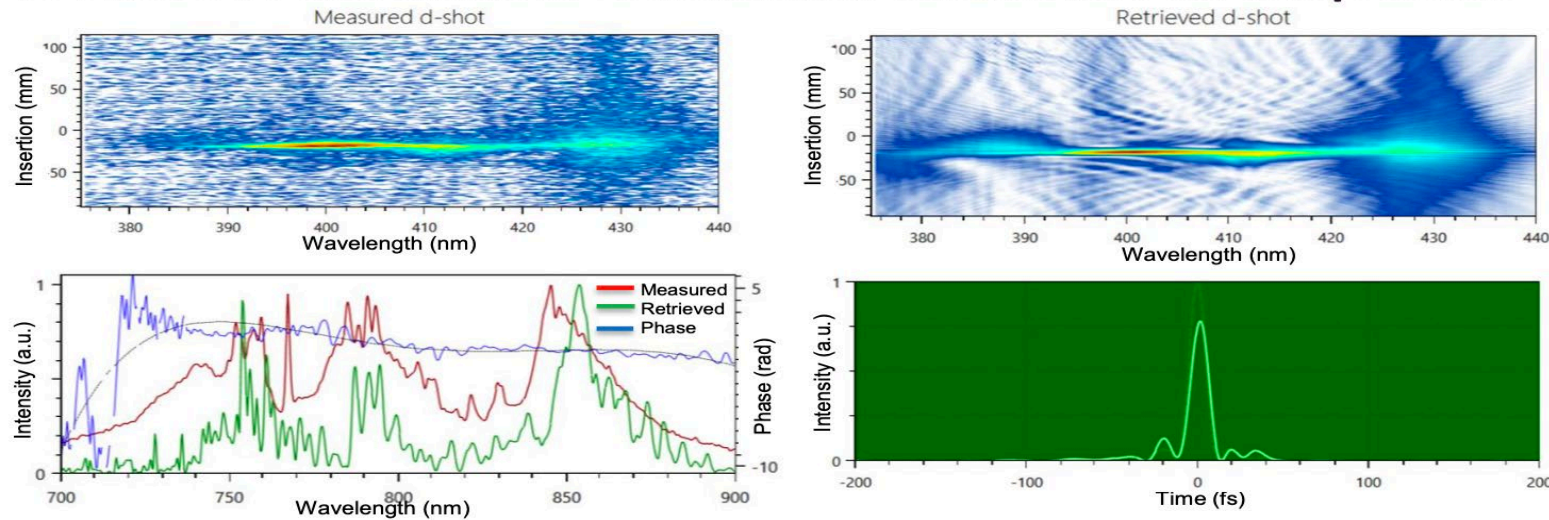 Measured d-shot
Insertion (mm)
100
50
0
50
380 390 400 410 420 430 440
Wavelength (nm)
Retrieved d-shot
Insertion (mm)
100
50
0
-50
380 390 400 410 420 430 440
Wavelength (nm)
Intensity (a.u.)
1
0
Measured
Retrieved
Phase
5
-10
Phase (rad)
700 750 800 850 900
Wavelength (nm)
Intensity (a.u.)
1
0
-200 -100 0 100 200
Time (fs)